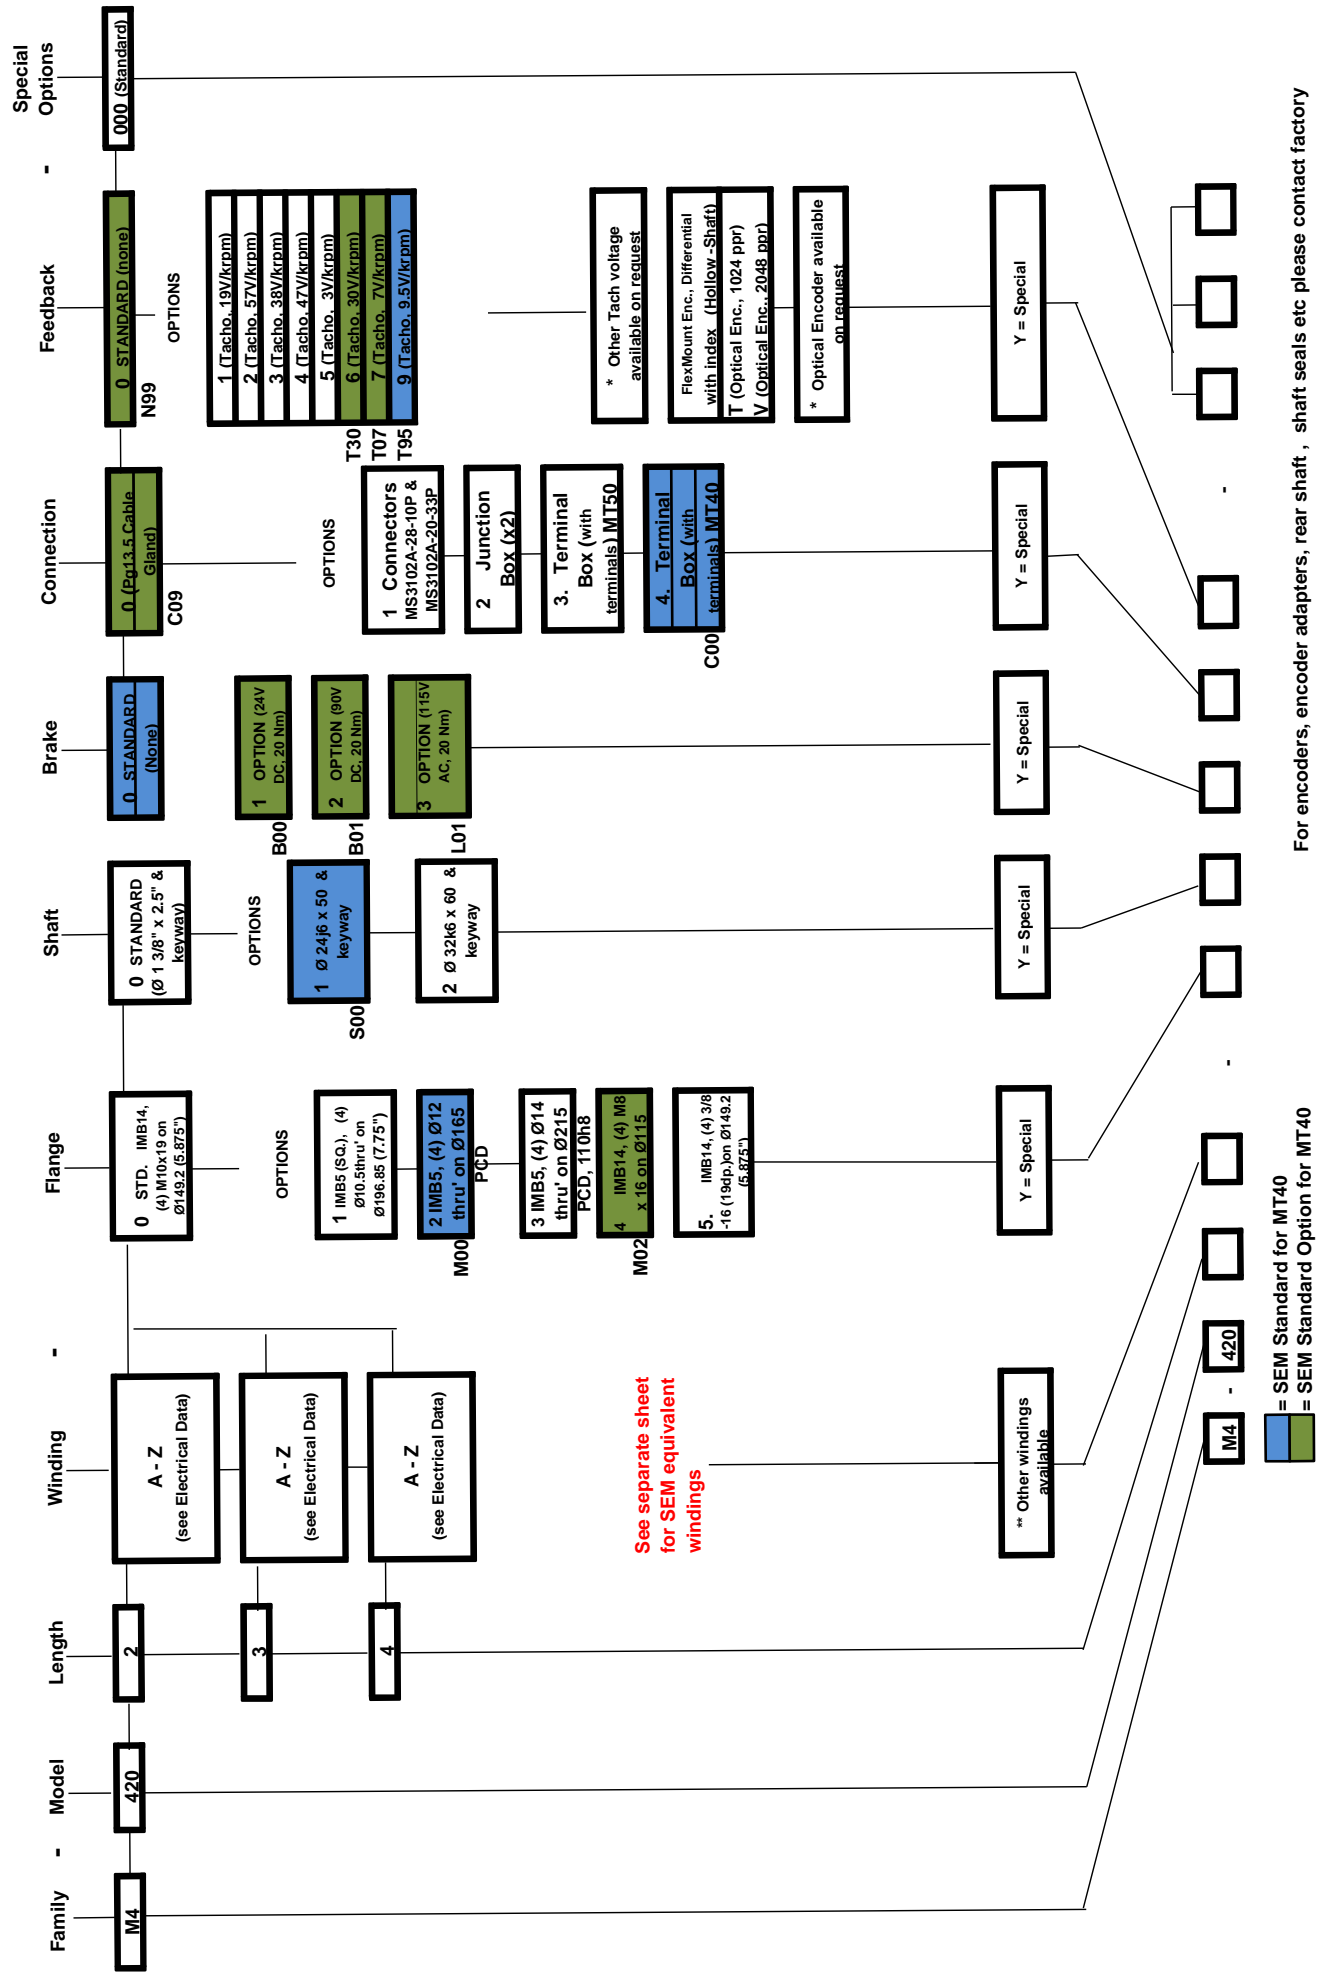 Family
-
Model
Length
Winding
-
Flange
Shaft
Brake
Connection
Feedback
-
Special
Options
M4
420
2
3
4
A - Z
(see Electrical Data)
A - Z
(see Electrical Data)
A - Z
(see Electrical Data)
See separate sheet
for SEM equivalent
windings
** Other windings
available
0 STD. IMB14,
(4) M10x19 on
Ø149.2 (5.875")
OPTIONS
1 IMB5 (SQ.), (4)
Ø10.5thru' on
Ø196.85 (7.75")
2 IMB5, (4) Ø12
thru' on Ø165
PCD
M00
3 IMB5, (4) Ø14
thru' on Ø215
PCD, 110h8
4 IMB14, (4) M8
x 16 on Ø115
M02
5. IMB14, (4) 3/8
-16 (19dp.)on Ø149.2
(5.875")
Y = Special
0 STANDARD
(Ø 1 3/8" x 2.5" &
keyway)
OPTIONS
1 Ø 24j6 x 50 &
keyway
S00
2 Ø 32k6 x 60 &
keyway
Y = Special
0 STANDARD
(None)
1 OPTION (24V
DC, 20 Nm)
B00
2 OPTION (90V
DC, 20 Nm)
B01
3 OPTION (115V
AC, 20 Nm)
L01
Y = Special
0 (Pg13.5 Cable
Gland)
C09
OPTIONS
1 Connectors
MS3102A-28-10P &
MS3102A-20-33P
2 Junction
Box (x2)
3. Terminal
Box (with
terminals) MT50
4. Terminal
Box (with
terminals) MT40
C00
Y = Special
0 STANDARD (none)
N99
OPTIONS
1 (Tacho, 19V/krpm)
2 (Tacho, 57V/krpm)
3 (Tacho, 38V/krpm)
4 (Tacho, 47V/krpm)
5 (Tacho, 3V/krpm)
6 (Tacho, 30V/krpm)
T30
7 (Tacho, 7V/krpm)
T07
9 (Tacho, 9.5V/krpm)
T95
* Other Tach voltage
available on request
FlexMount Enc., Differential
with index (Hollow -Shaft)
T (Optical Enc., 1024 ppr)
V (Optical Enc., 2048 ppr)
* Optical Encoder available
on request
Y = Special
000 (Standard)
M4
-
420
-
-
= SEM Standard for MT40
= SEM Standard Option for MT40
For encoders, encoder adapters, rear shaft , shaft seals etc please contact factory